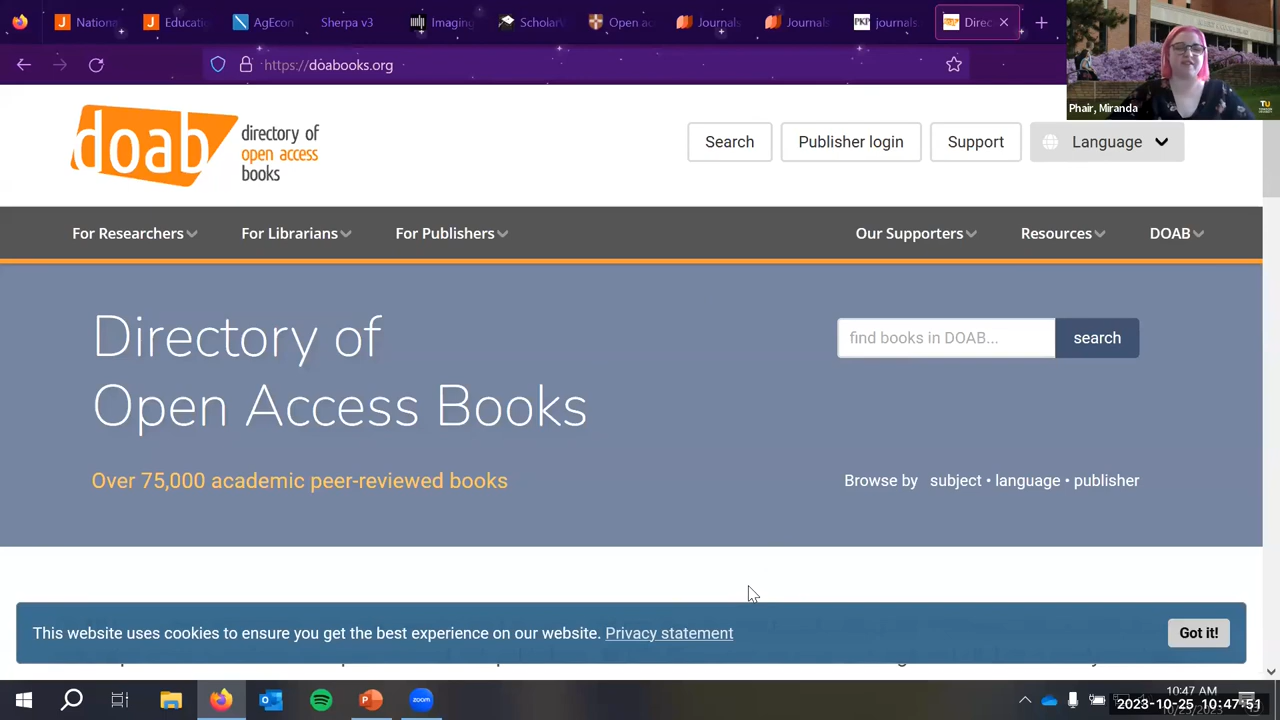 Nationa
Educati
AgEcon
Sherpa v3
Imaging
Scholar
Open ac
Journals
Journals
PKP journals
Direc
https://doabooks.org
Phair, Miranda
TU
doab directory of
open access
books
Search
Publisher login
Support
Language
For Researchers
For Librarians
For Publishers
Our Supporters
Resources
DOAB
Directory of
Open Access Books
find books in DOAB...
search
Over 75,000 academic peer-reviewed books
Browse by subject • language • publisher
This website uses cookies to ensure you get the best experience on our website. Privacy statement
Got it!
zoom
10:47 AM
2023-10-25 10:47:51